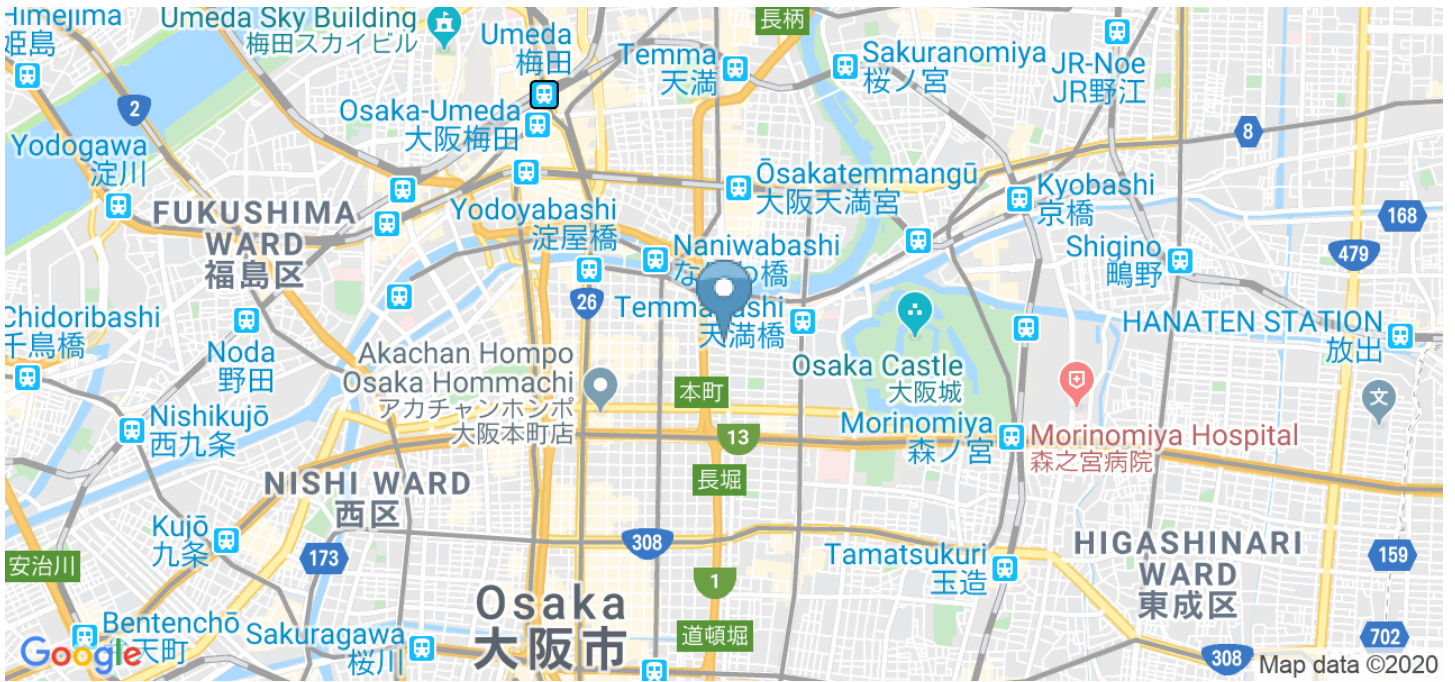 Himejima
姫島
Umeda Sky Building
梅田スカイビル
Umeda
梅田
長柄
Temma
天満
Sakuranomiya
桜ノ宮
JR-Noe
JR野江
2
Osaka-Umeda
大阪梅田
8
Yodogawa
淀川
FUKUSHIMA
WARD
福島区
Yodoyabashi
淀屋橋
Ōsakatemmangū
大阪天満宮
Kyobashi
京橋
168
Naniwabashi
橋
Shigino
鴫野
479
26
Chidoribashi
千鳥橋
Noda
野田
天満橋
Osaka Castle
大阪城
HANATEN STATION
放出
Akachan Hompo
Osaka Hommachi
アカチャンホンポ
大阪本町店
本町
文
Nishikujō
西九条
13
Morinomiya
森ノ宮
Morinomiya Hospital
森之宮病院
NISHI WARD
西区
長堀
Kujō
九条
安治川
173
308
Tamatsukuri
玉造
HIGASHINARI
WARD
東成区
159
1
Osaka
大阪市
Bentenchō
天町
Sakuragawa
桜川
道頓堀
702
308
Google
Map data ©2020